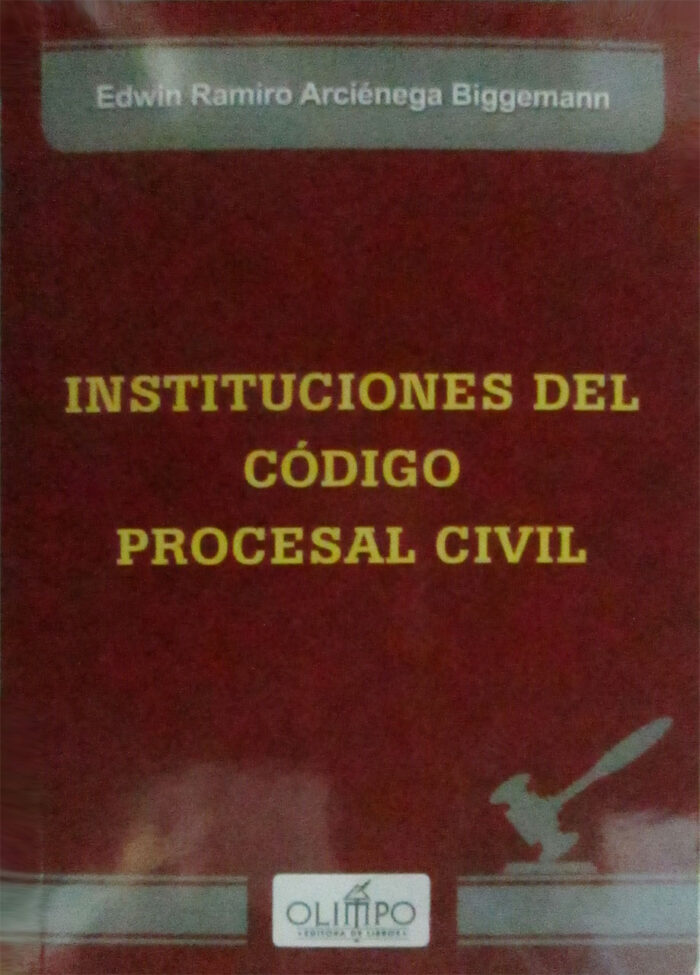 Edwin Ramiro Arciénega Biggemann
INSTITUCIONES DEL
CÓDIGO
PROCESAL CIVIL
OLIMPO
EDITORA DE LIBROS